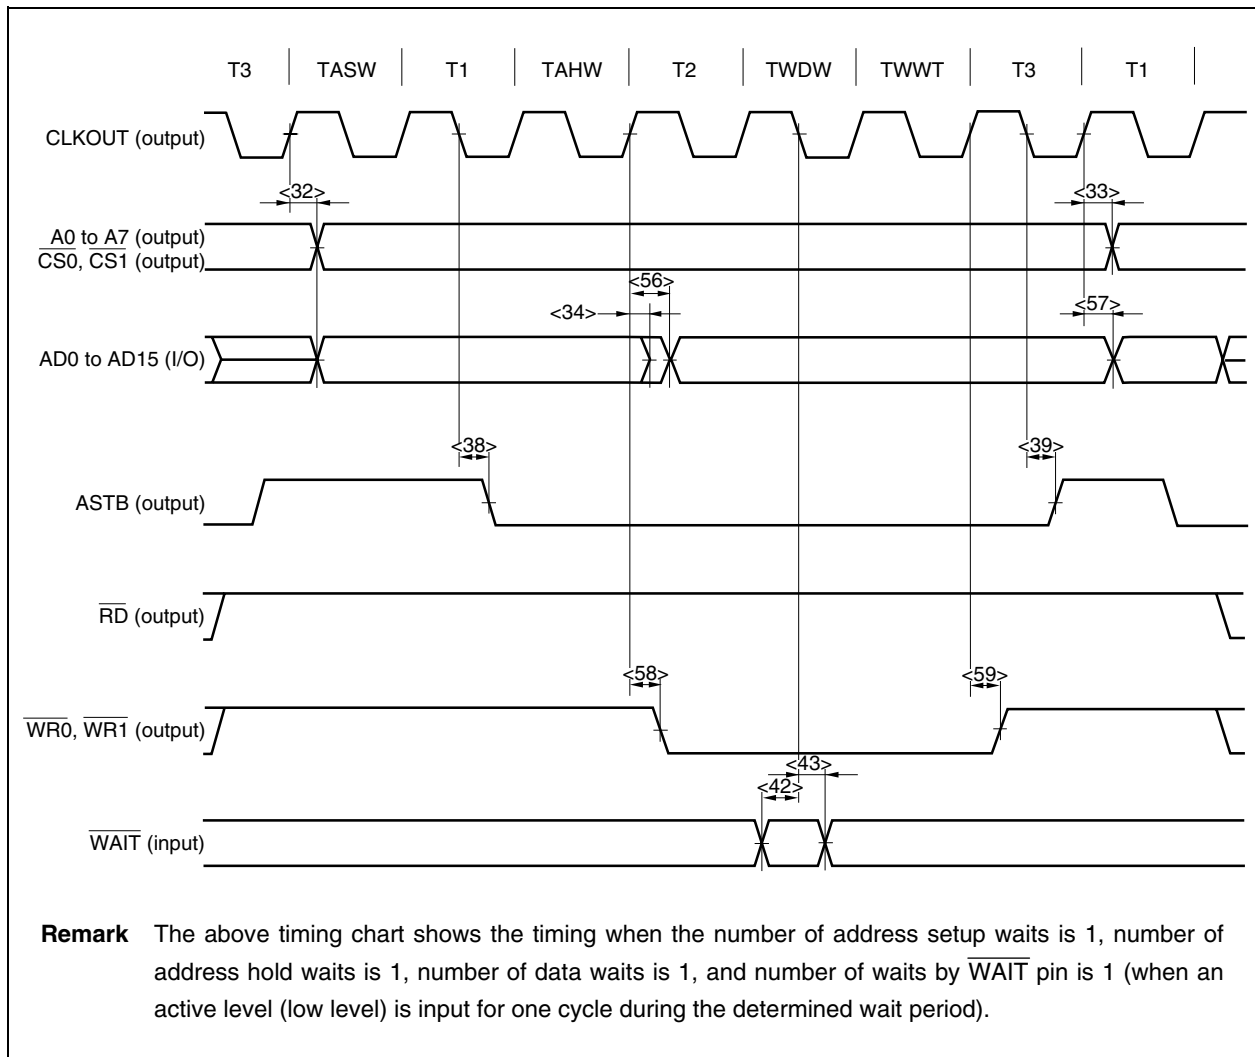 T3 TASW T1 TAHW T2 TWDW TWWT T3 T1
CLKOUT (output)
<32> <33>
A0 to A7 (output)
CS0, CS1 (output)
<56>
<34> <57>
AD0 to AD15 (I/O)
<38> <39>
ASTB (output)
RD (output)
<58> <59>
WR0, WR1 (output)
<43>
<42>
WAIT (input)
Remark The above timing chart shows the timing when the number of address setup waits is 1, number of
address hold waits is 1, number of data waits is 1, and number of waits by WAIT pin is 1 (when an
active level (low level) is input for one cycle during the determined wait period).